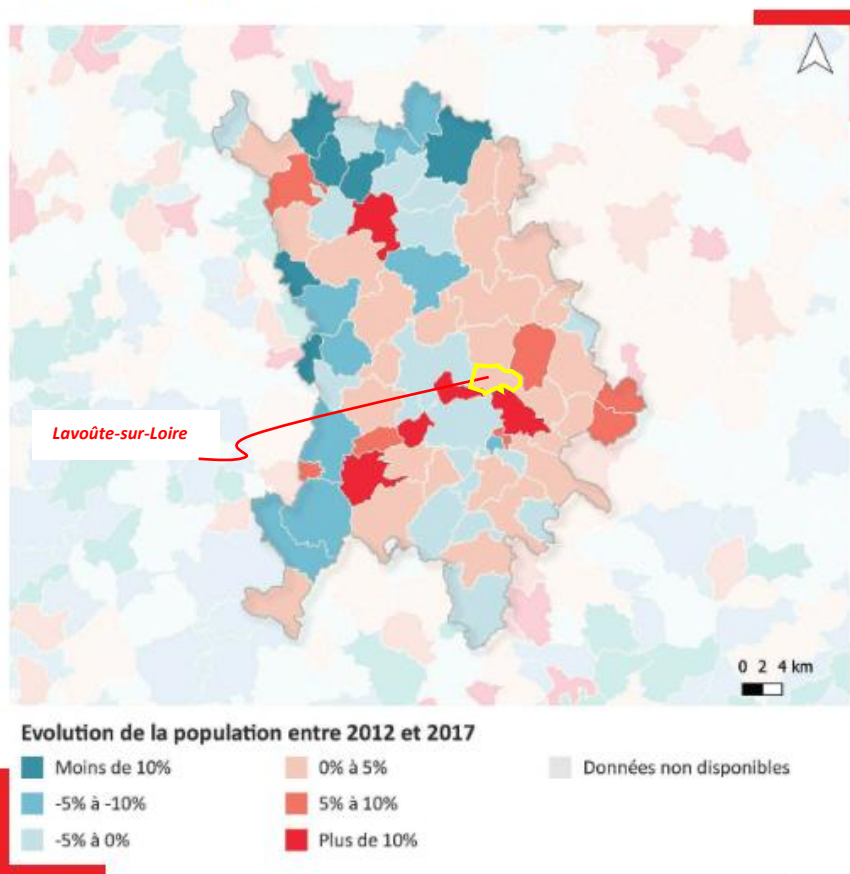 Lavoûte-sur-Loire
0 2 4 km
Evolution de la population entre 2012 et 2017
Moins de 10%
0% à 5%
Données non disponibles
-5% à -10%
5% à 10%
-5% à 0%
Plus de 10%